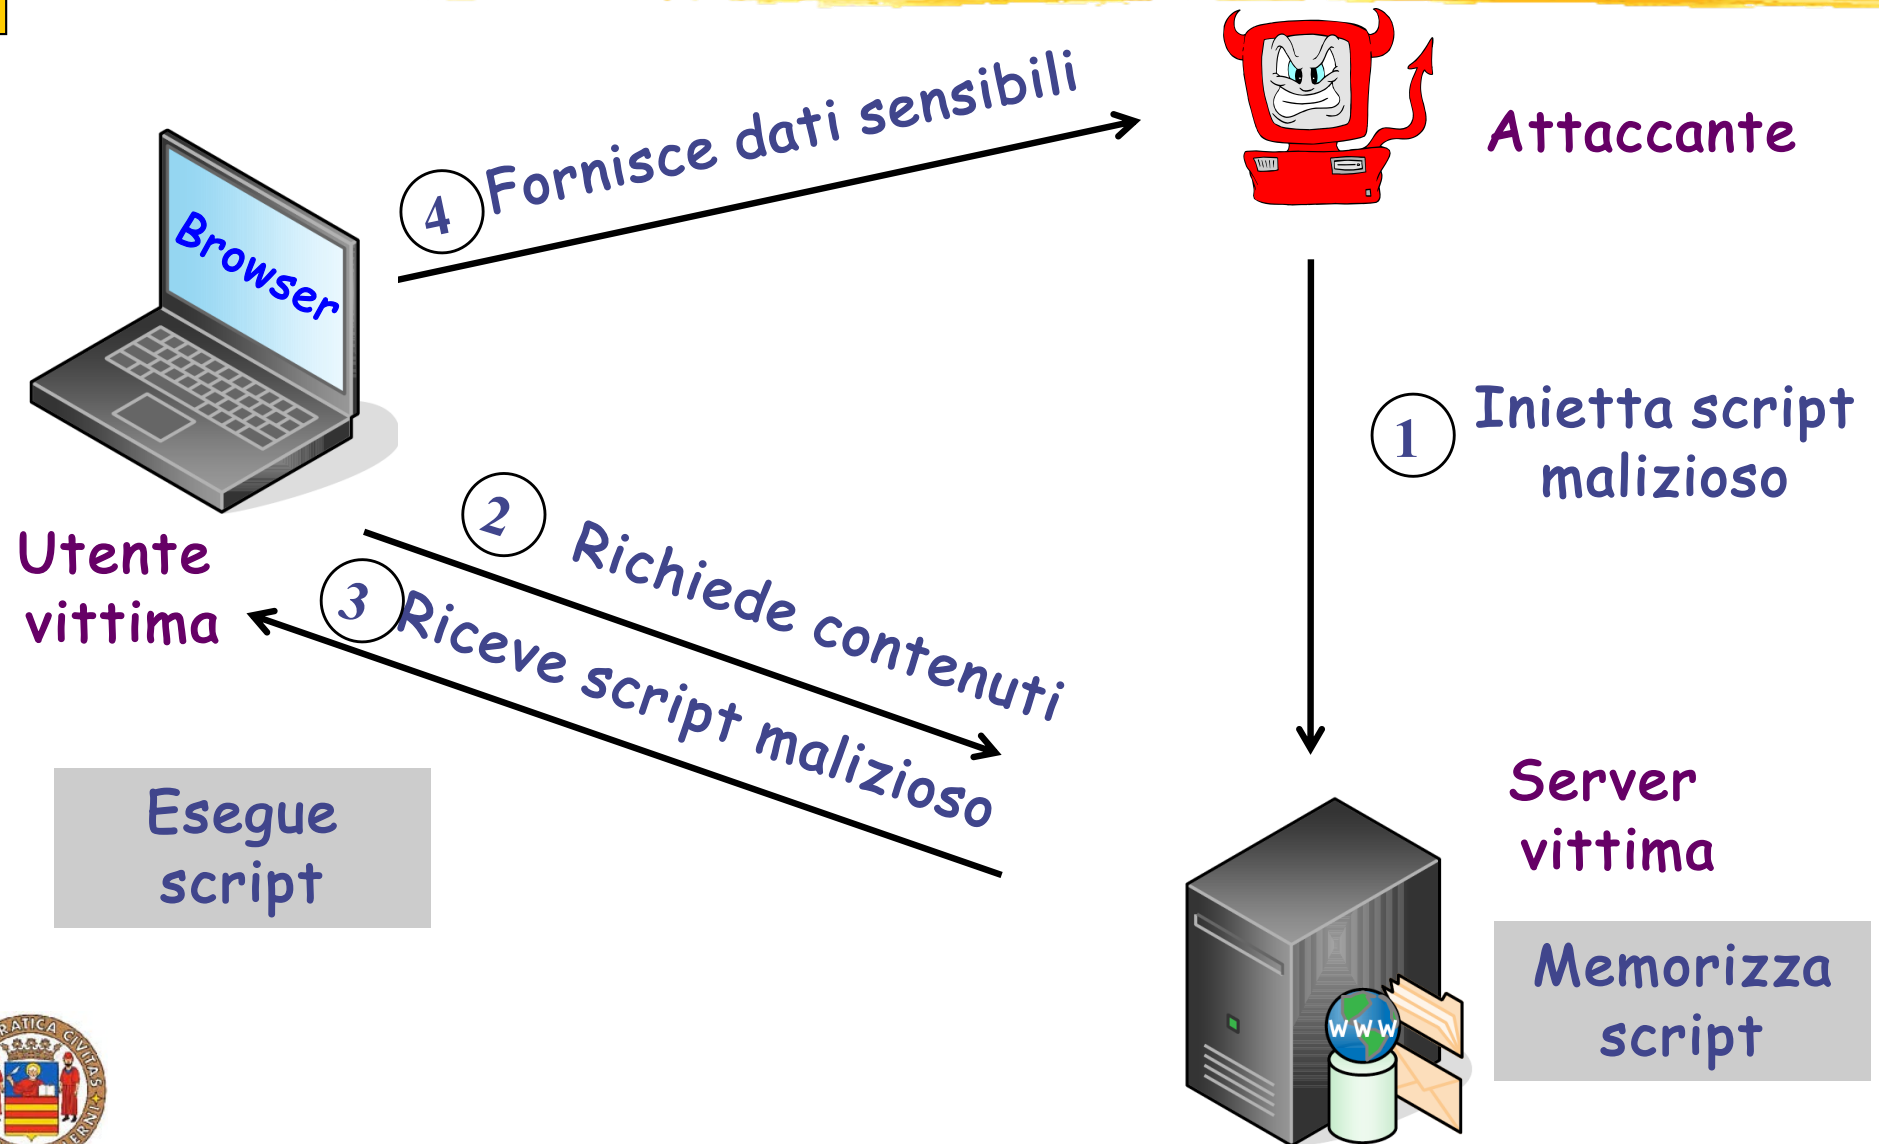 4 Fornisce dati sensibili
Attaccante
Browser
1 Inietta script
malizioso
2 Richiede contenuti
Utente
vittima
3 Riceve script malizioso
Esegue
script
Server
vittima
Memorizza
script
WWW
CIVITAS